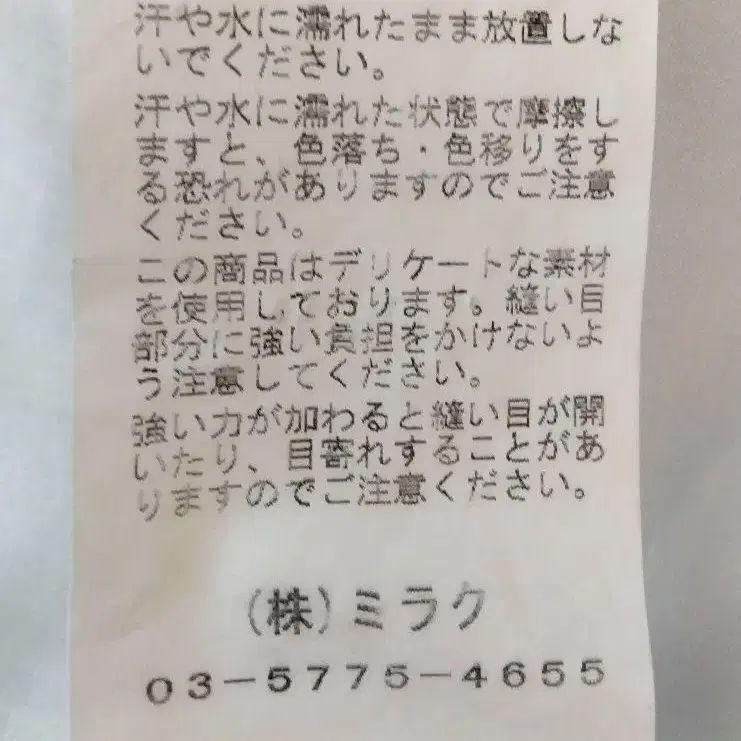 汗や水に濡れたまま放置しな
いでください。
汗や水に濡れた状態で摩擦し
ますと、色落ち・色移りをす
る恐れがありますのでご注意
ください。
この商品はデリケートな素材
を使用しております。縫い目
部分に強い負担をかけないよ
う注意してください。
強い力が加わると縫い目が開
いたり、目寄れすることがあ
りますのでご注意ください。
(株)ミラク
03-5775-4655